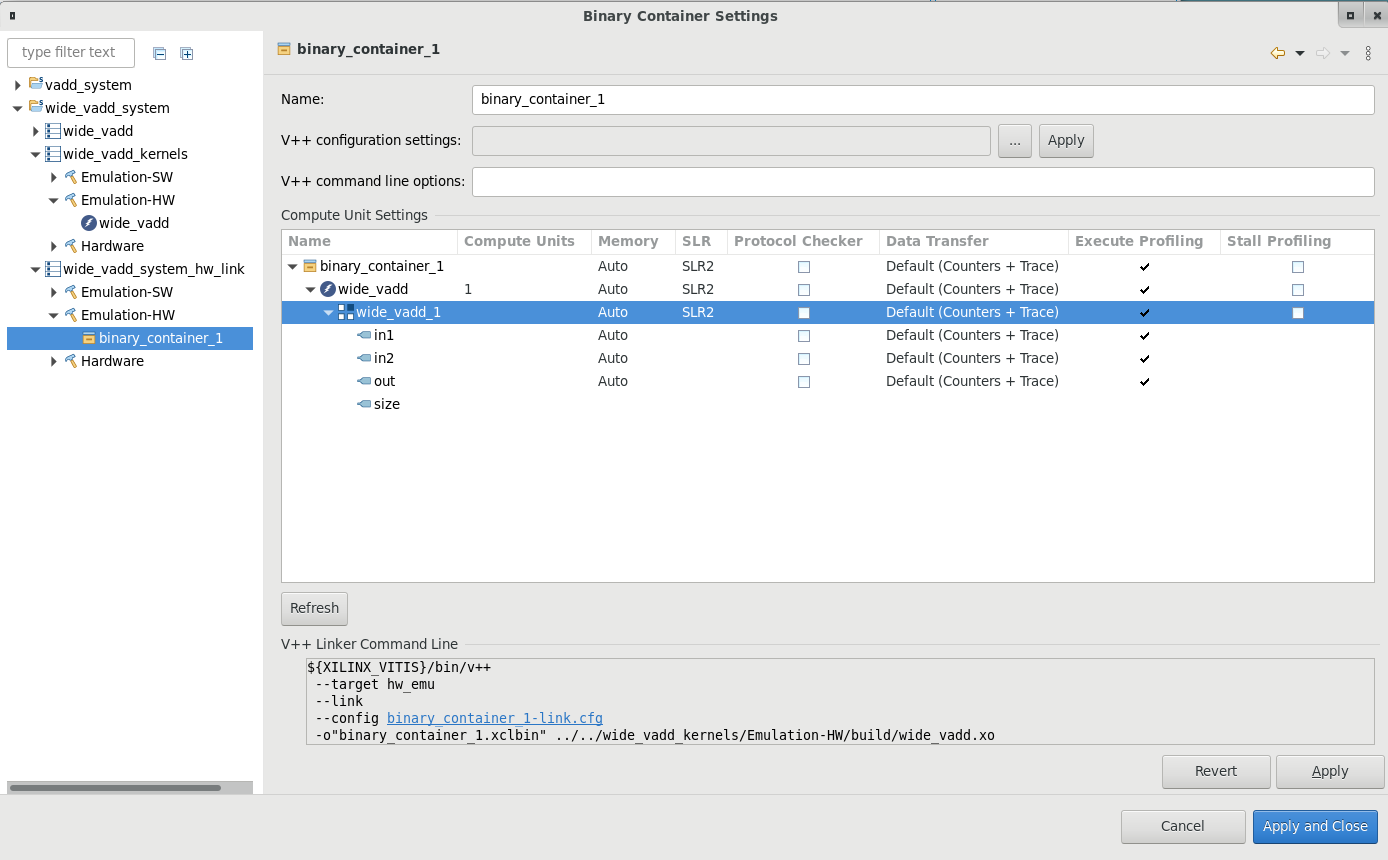 Binary Container Settings
type filter text
vadd_system
wide_vadd_system
wide_vadd
wide_vadd_kernels
Emulation-SW
Emulation-HW
wide_vadd
Hardware
wide_vadd_system_hw_link
Emulation-SW
Emulation-HW
binary_container_1
Hardware
binary_container_1
Name: binary_container_1
V++ configuration settings: ... Apply
V++ command line options:
Compute Unit Settings
Name Compute Units Memory SLR Protocol Checker Data Transfer Execute Profiling Stall Profiling
binary_container_1 Auto SLR2 Default (Counters + Trace)
wide_vadd 1 Auto SLR2 Default (Counters + Trace)
wide_vadd_1 Auto SLR2 Default (Counters + Trace)
in1 Auto Default (Counters + Trace)
in2 Auto Default (Counters + Trace)
out Auto Default (Counters + Trace)
size
Refresh
V++ Linker Command Line
${XILINX_VITIS}/bin/v++
--target hw_emu
--link
--config binary_container_1-link.cfg
-o"binary_container_1.xclbin" ../../wide_vadd_kernels/Emulation-HW/build/wide_vadd.xo
Revert Apply
Cancel Apply and Close